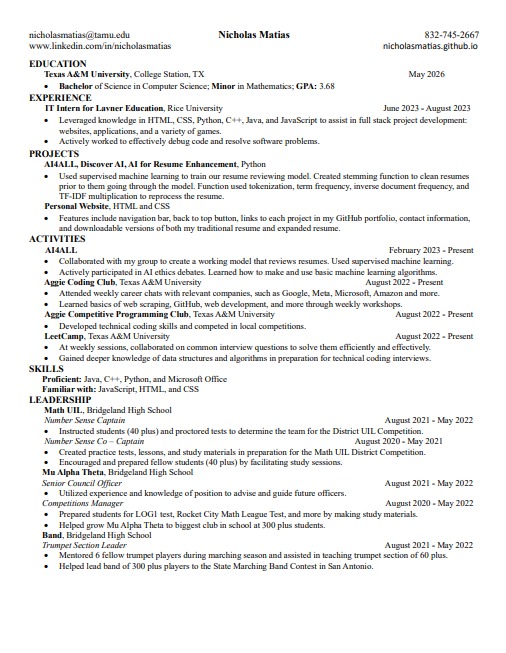 nicholasmatias@tamu.edu Nicholas Matias 832-745-2667
www.linkedin.com/in/nicholasmatias nicholasmatias.github.io
EDUCATION
Texas A&M University, College Station, TX May 2026
• Bachelor of Science in Computer Science; Minor in Mathematics; GPA: 3.68
EXPERIENCE
IT Intern for Lavner Education, Rice University June 2023 - August 2023
• Leveraged knowledge in HTML, CSS, Python, C++, Java, and JavaScript to assist in full stack project development:
websites, applications, and a variety of games.
• Actively worked to effectively debug code and resolve software problems.
PROJECTS
AI4ALL, Discover AI, AI for Resume Enhancement, Python
• Used supervised machine learning to train our resume reviewing model. Created stemming function to clean resumes
prior to them going through the model. Function used tokenization, term frequency, inverse document frequency, and
TF-IDF multiplication to reprocess the resume.
Personal Website, HTML and CSS
• Features include navigation bar, back to top button, links to each project in my GitHub portfolio, contact information,
and downloadable versions of both my traditional resume and expanded resume.
ACTIVITIES
AI4ALL February 2023 - Present
• Collaborated with my group to create a working model that reviews resumes. Used supervised machine learning.
• Actively participated in AI ethics debates. Learned how to make and use basic machine learning algorithms.
Aggie Coding Club, Texas A&M University August 2022 - Present
• Attended weekly career chats with relevant companies, such as Google, Meta, Microsoft, Amazon and more.
• Learned basics of web scraping, GitHub, web development, and more through weekly workshops.
Aggie Competitive Programming Club, Texas A&M University August 2022 - Present
• Developed technical coding skills and competed in local competitions.
LeetCamp, Texas A&M University August 2022 - Present
• At weekly sessions, collaborated on common interview questions to solve them efficiently and effectively.
• Gained deeper knowledge of data structures and algorithms in preparation for technical coding interviews.
SKILLS
Proficient: Java, C++, Python, and Microsoft Office
Familiar with: JavaScript, HTML, and CSS
LEADERSHIP
Math UIL, Bridgeland High School
Number Sense Captain August 2021 - May 2022
• Instructed students (40 plus) and proctored tests to determine the team for the District UIL Competition.
Number Sense Co – Captain August 2020 - May 2021
• Created practice tests, lessons, and study materials in preparation for the Math UIL District Competition.
• Encouraged and prepared fellow students (40 plus) by facilitating study sessions.
Mu Alpha Theta, Bridgeland High School
Senior Council Officer August 2021 - May 2022
• Utilized experience and knowledge of position to advise and guide future officers.
Competitions Manager August 2020 - May 2022
• Prepared students for LOG1 test, Rocket City Math League Test, and more by making study materials.
• Helped grow Mu Alpha Theta to biggest club in school at 300 plus students.
Band, Bridgeland High School
Trumpet Section Leader August 2021 - May 2022
• Mentored 6 fellow trumpet players during marching season and assisted in teaching trumpet section of 60 plus.
• Helped lead band of 300 plus players to the State Marching Band Contest in San Antonio.